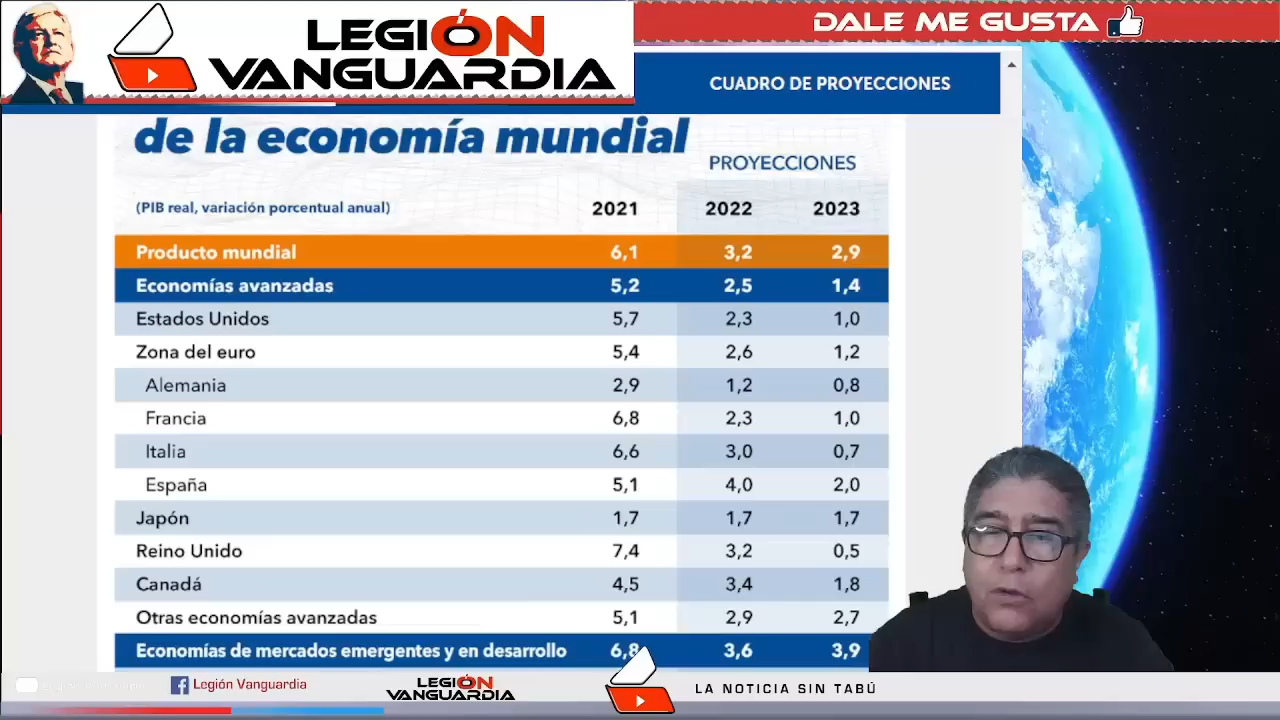 LEGIÓN
VANGUARDIA
DALE ME GUSTA
CUADRO DE PROYECCIONES
de la economía mundial
PROYECCIONES
(PIB real, variación porcentual anual) 2021 2022 2023
Producto mundial 6,1 3,2 2,9
Economías avanzadas 5,2 2,5 1,4
Estados Unidos 5,7 2,3 1,0
Zona del euro 5,4 2,6 1,2
Alemania 2,9 1,2 0,8
Francia 6,8 2,3 1,0
Italia 6,6 3,0 0,7
España 5,1 4,0 2,0
Japón 1,7 1,7 1,7
Reino Unido 7,4 3,2 0,5
Canadá 4,5 3,4 1,8
Otras economías avanzadas 5,1 2,9 2,7
Economías de mercados emergentes y en desarrollo 6,8 3,6 3,9
Legión Vanguardia
LEGIÓN
VANGUARDIA
LA NOTICIA SIN TABÚ